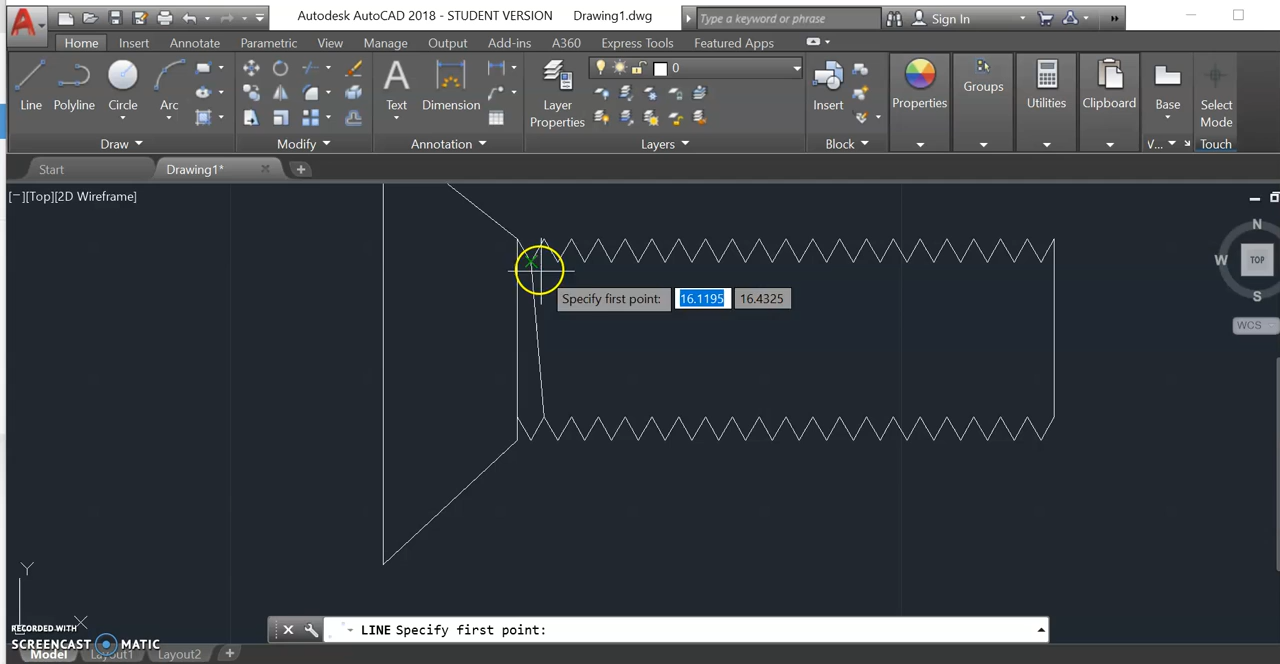 Autodesk AutoCAD 2018 - STUDENT VERSION Drawing1.dwg Type a keyword or phrase Sign In
Home Insert Annotate Parametric View Manage Output Add-ins A360 Express Tools Featured Apps
0
Line Polyline Circle Arc Text Dimension Layer Properties Insert Properties Groups Utilities Clipboard Base Select Mode
Draw Modify Annotation Layers Block V... Touch
Start Drawing1*
[−][Top][2D Wireframe]
N
W TOP
S
WCS
Specify first point: 16.1195 16.4325
Y
X
RECORDED WITH
SCREENCAST MATIC
LINE Specify first point:
Model Layout1 Layout2